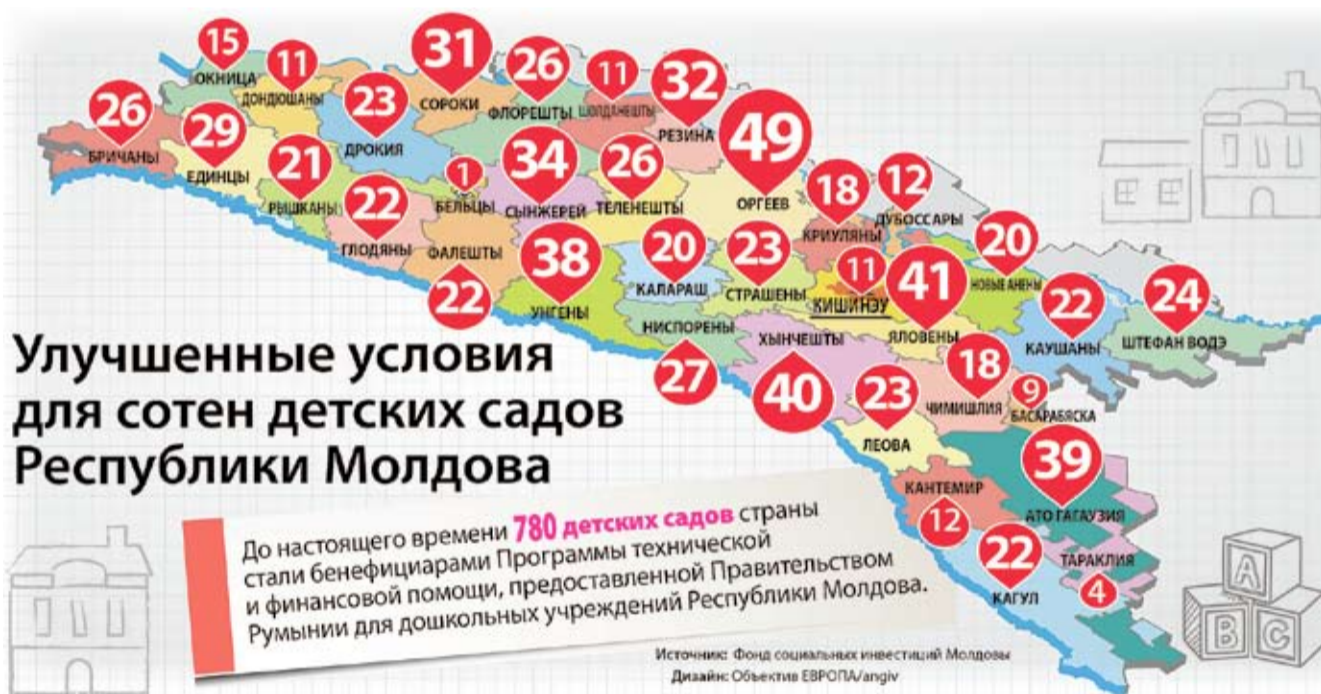 15
ОКНИЦА
11
ДОНДЮШАНЫ
31
СОРОКИ
26
ФЛОРЕШТЫ
11
ШОЛДАНЕШТЫ
32
РЕЗИНА
26
БРИЧАНЫ
29
ЕДИНЦЫ
23
ДРОКИЯ
49
ОРГЕЕВ
21
РЫШКАНЫ
1
БЕЛЬЦЫ
34
СЫНЖЕРЕЙ
26
ТЕЛЕНЕШТЫ
18
КРИУЛЯНЫ
12
ДУБОССАРЫ
22
ГЛОДЯНЫ
ФАЛЕШТЫ
22
38
УНГЕНЫ
20
КАЛАРАШ
23
СТРАШЕНЫ
11
КИШИНЭУ
41
ЯЛОВЕНЫ
20
НОВЫЕ АНЕНЫ
22
КАУШАНЫ
24
ШТЕФАН ВОДЭ
НИСПОРЕНЫ
27
ХЫНЧЕШТЫ
40
23
ЛЕОВА
18
ЧИМИШЛИЯ
9
БАСАРАБЯСКА
39
АТО ГАГАУЗИЯ
КАНТЕМИР
12
22
КАГУЛ
ТАРАКЛИЯ
4
Улучшенные условия
для сотен детских садов
Республики Молдова
До настоящего времени 780 детских садов страны
стали бенефициарами Программы технической
и финансовой помощи, предоставленной Правительством
Румынии для дошкольных учреждений Республики Молдова.
A
B
C
Источник: Фонд социальных инвестиций Молдовы
Дизайн: Объектив ЕВРОПА/angiv